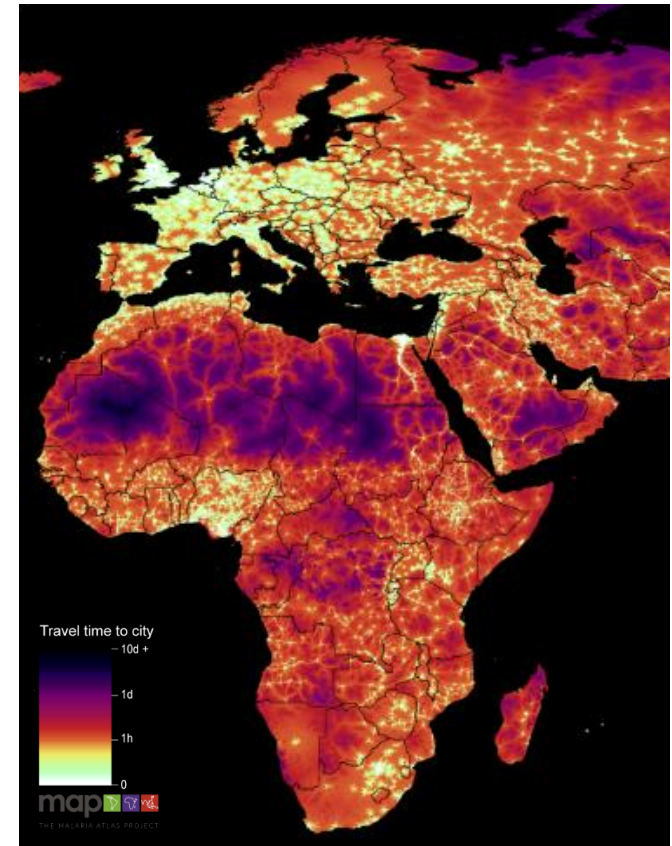 Travel time to city
10d +
1d
1h
0
map
THE MALARIA ATLAS PROJECT